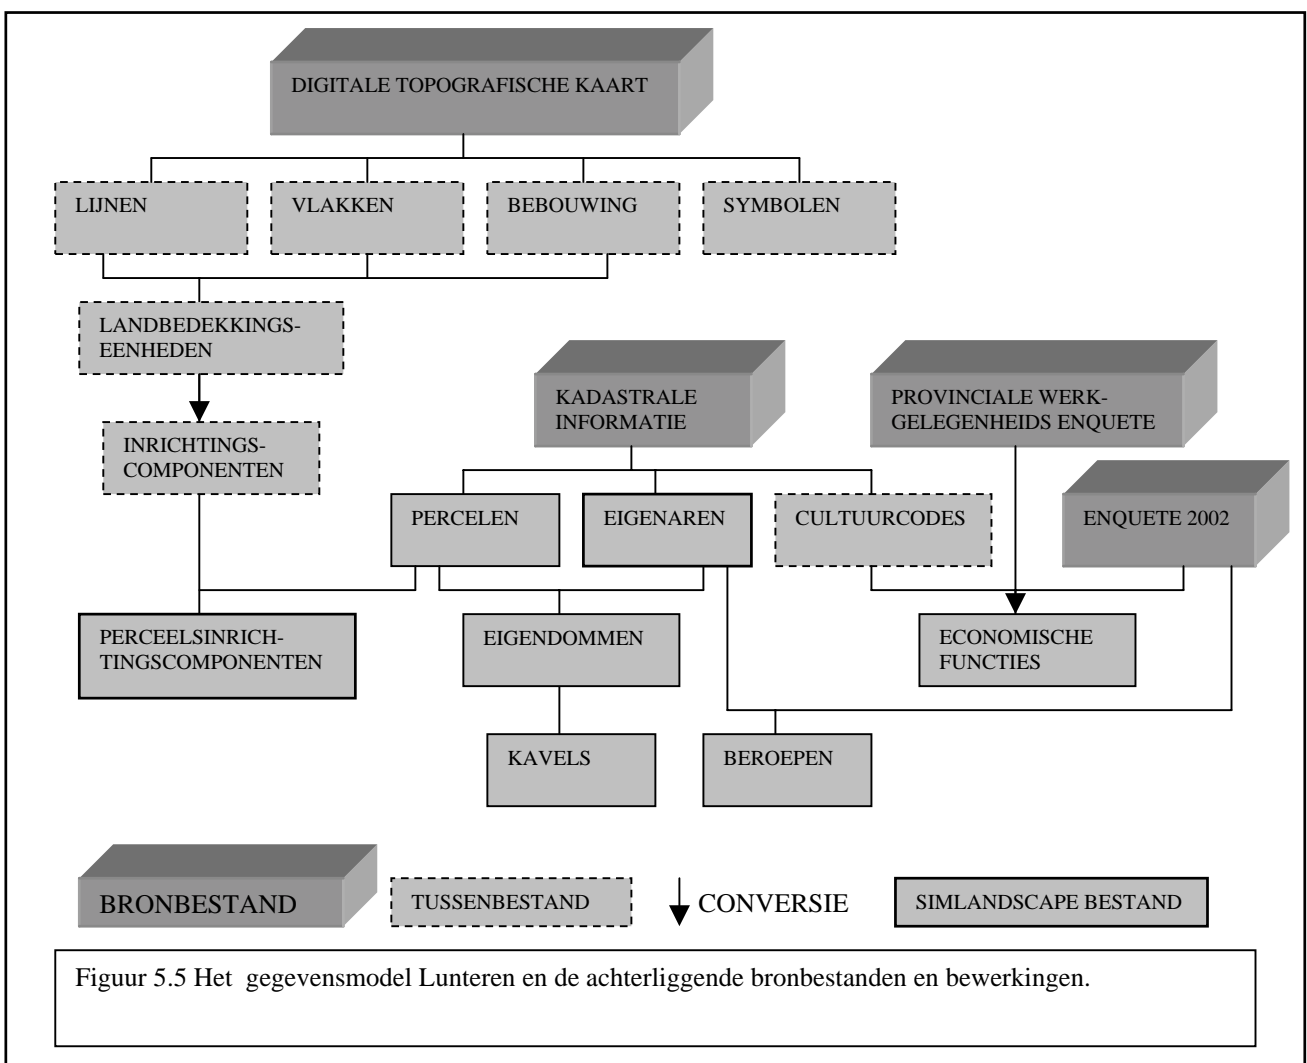 DIGITALE TOPOGRAFISCHE KAART
LIJNEN
VLAKKEN
BEBOUWING
SYMBOLEN
LANDBEDEKKINGS-
EENHEDEN
KADASTRALE
INFORMATIE
PROVINCIALE WERK-
GELEGENHEIDS ENQUETE
INRICHTINGS-
COMPONENTEN
PERCELEN
EIGENAREN
CULTUURCODES
ENQUETE 2002
PERCEELSINRICH-
TINGSCOMPONENTEN
EIGENDOMMEN
ECONOMISCHE
FUNCTIES
KAVELS
BEROEPEN
BRONBESTAND
TUSSENBESTAND
CONVERSIE
SIMLANDSCAPE BESTAND
Figuur 5.5 Het gegevensmodel Lunteren en de achterliggende bronbestanden en bewerkingen.